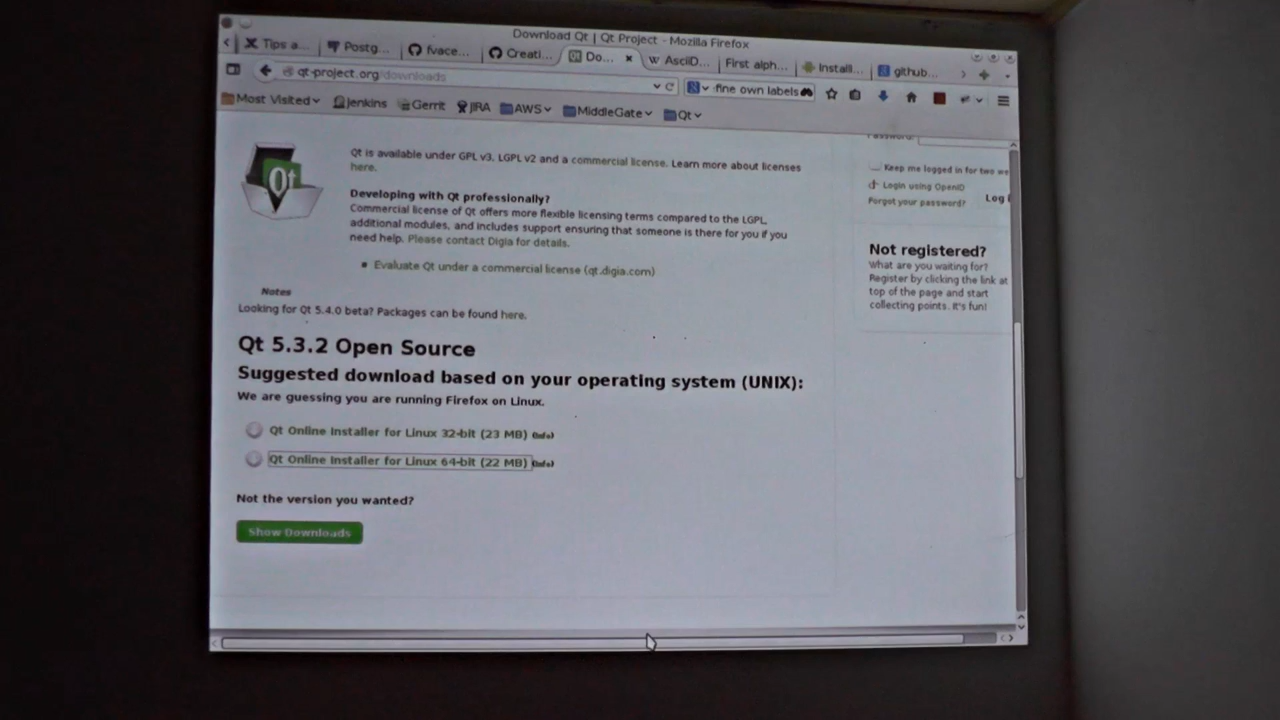 Download Qt | Qt Project - Mozilla Firefox
Tips a... Postg... fvace... Creati... Do... AsciiD... First alph... Install... github...
qt-project.org/downloads
fine own labels
Most Visited Jenkins Gerrit JIRA AWS MiddleGate Qt
Qt
Qt is available under GPL v3, LGPL v2 and a commercial license. Learn more about licenses
here.
Developing with Qt professionally?
Commercial license of Qt offers more flexible licensing terms compared to the LGPL,
additional modules, and includes support ensuring that someone is there for you if you
need help. Please contact Digia for details.
Evaluate Qt under a commercial license (qt.digia.com)
Notes
Looking for Qt 5.4.0 beta? Packages can be found here.
Qt 5.3.2 Open Source
Suggested download based on your operating system (UNIX):
We are guessing you are running Firefox on Linux.
Qt Online Installer for Linux 32-bit (23 MB) (info)
Qt Online Installer for Linux 64-bit (22 MB) (info)
Not the version you wanted?
Show Downloads
Password:
Keep me logged in for two we
Login using OpenID
Forgot your password? Log i
Not registered?
What are you waiting for?
Register by clicking the link at
top of the page and start
collecting points. It's fun!